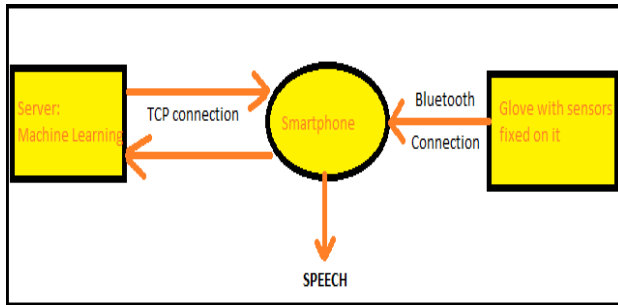 Server:
Machine Learning
TCP connection
Smartphone
Bluetooth
Connection
Glove with sensors
fixed on it
SPEECH